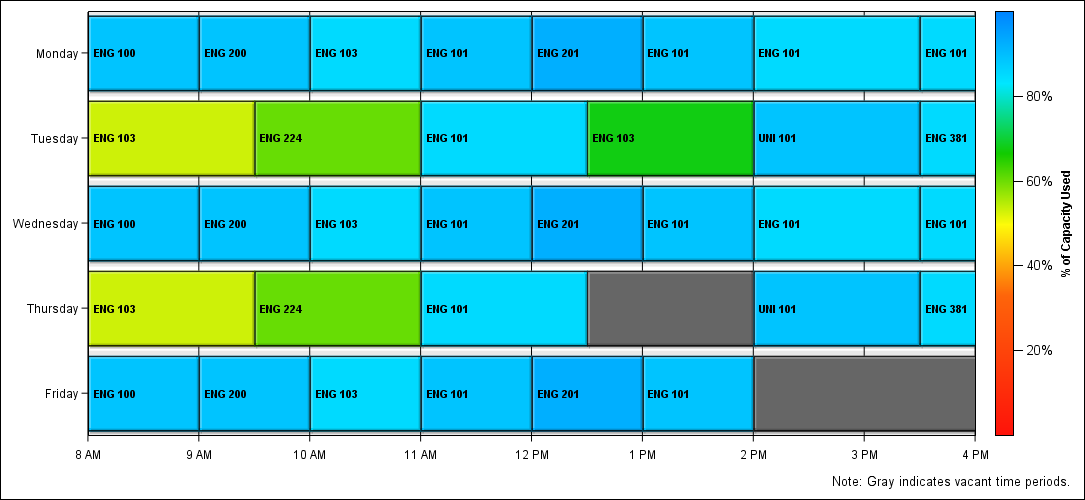 Monday ENG 100 ENG 200 ENG 103 ENG 101 ENG 201 ENG 101 ENG 101 ENG 101
80%
Tuesday ENG 103 ENG 224 ENG 101 ENG 103 UNI 101 ENG 381
60%
Wednesday ENG 100 ENG 200 ENG 103 ENG 101 ENG 201 ENG 101 ENG 101 ENG 101
% of Capacity Used
40%
Thursday ENG 103 ENG 224 ENG 101 UNI 101 ENG 381
20%
Friday ENG 100 ENG 200 ENG 103 ENG 101 ENG 201 ENG 101
8 AM 9 AM 10 AM 11 AM 12 PM 1 PM 2 PM 3 PM 4 PM
Note: Gray indicates vacant time periods.